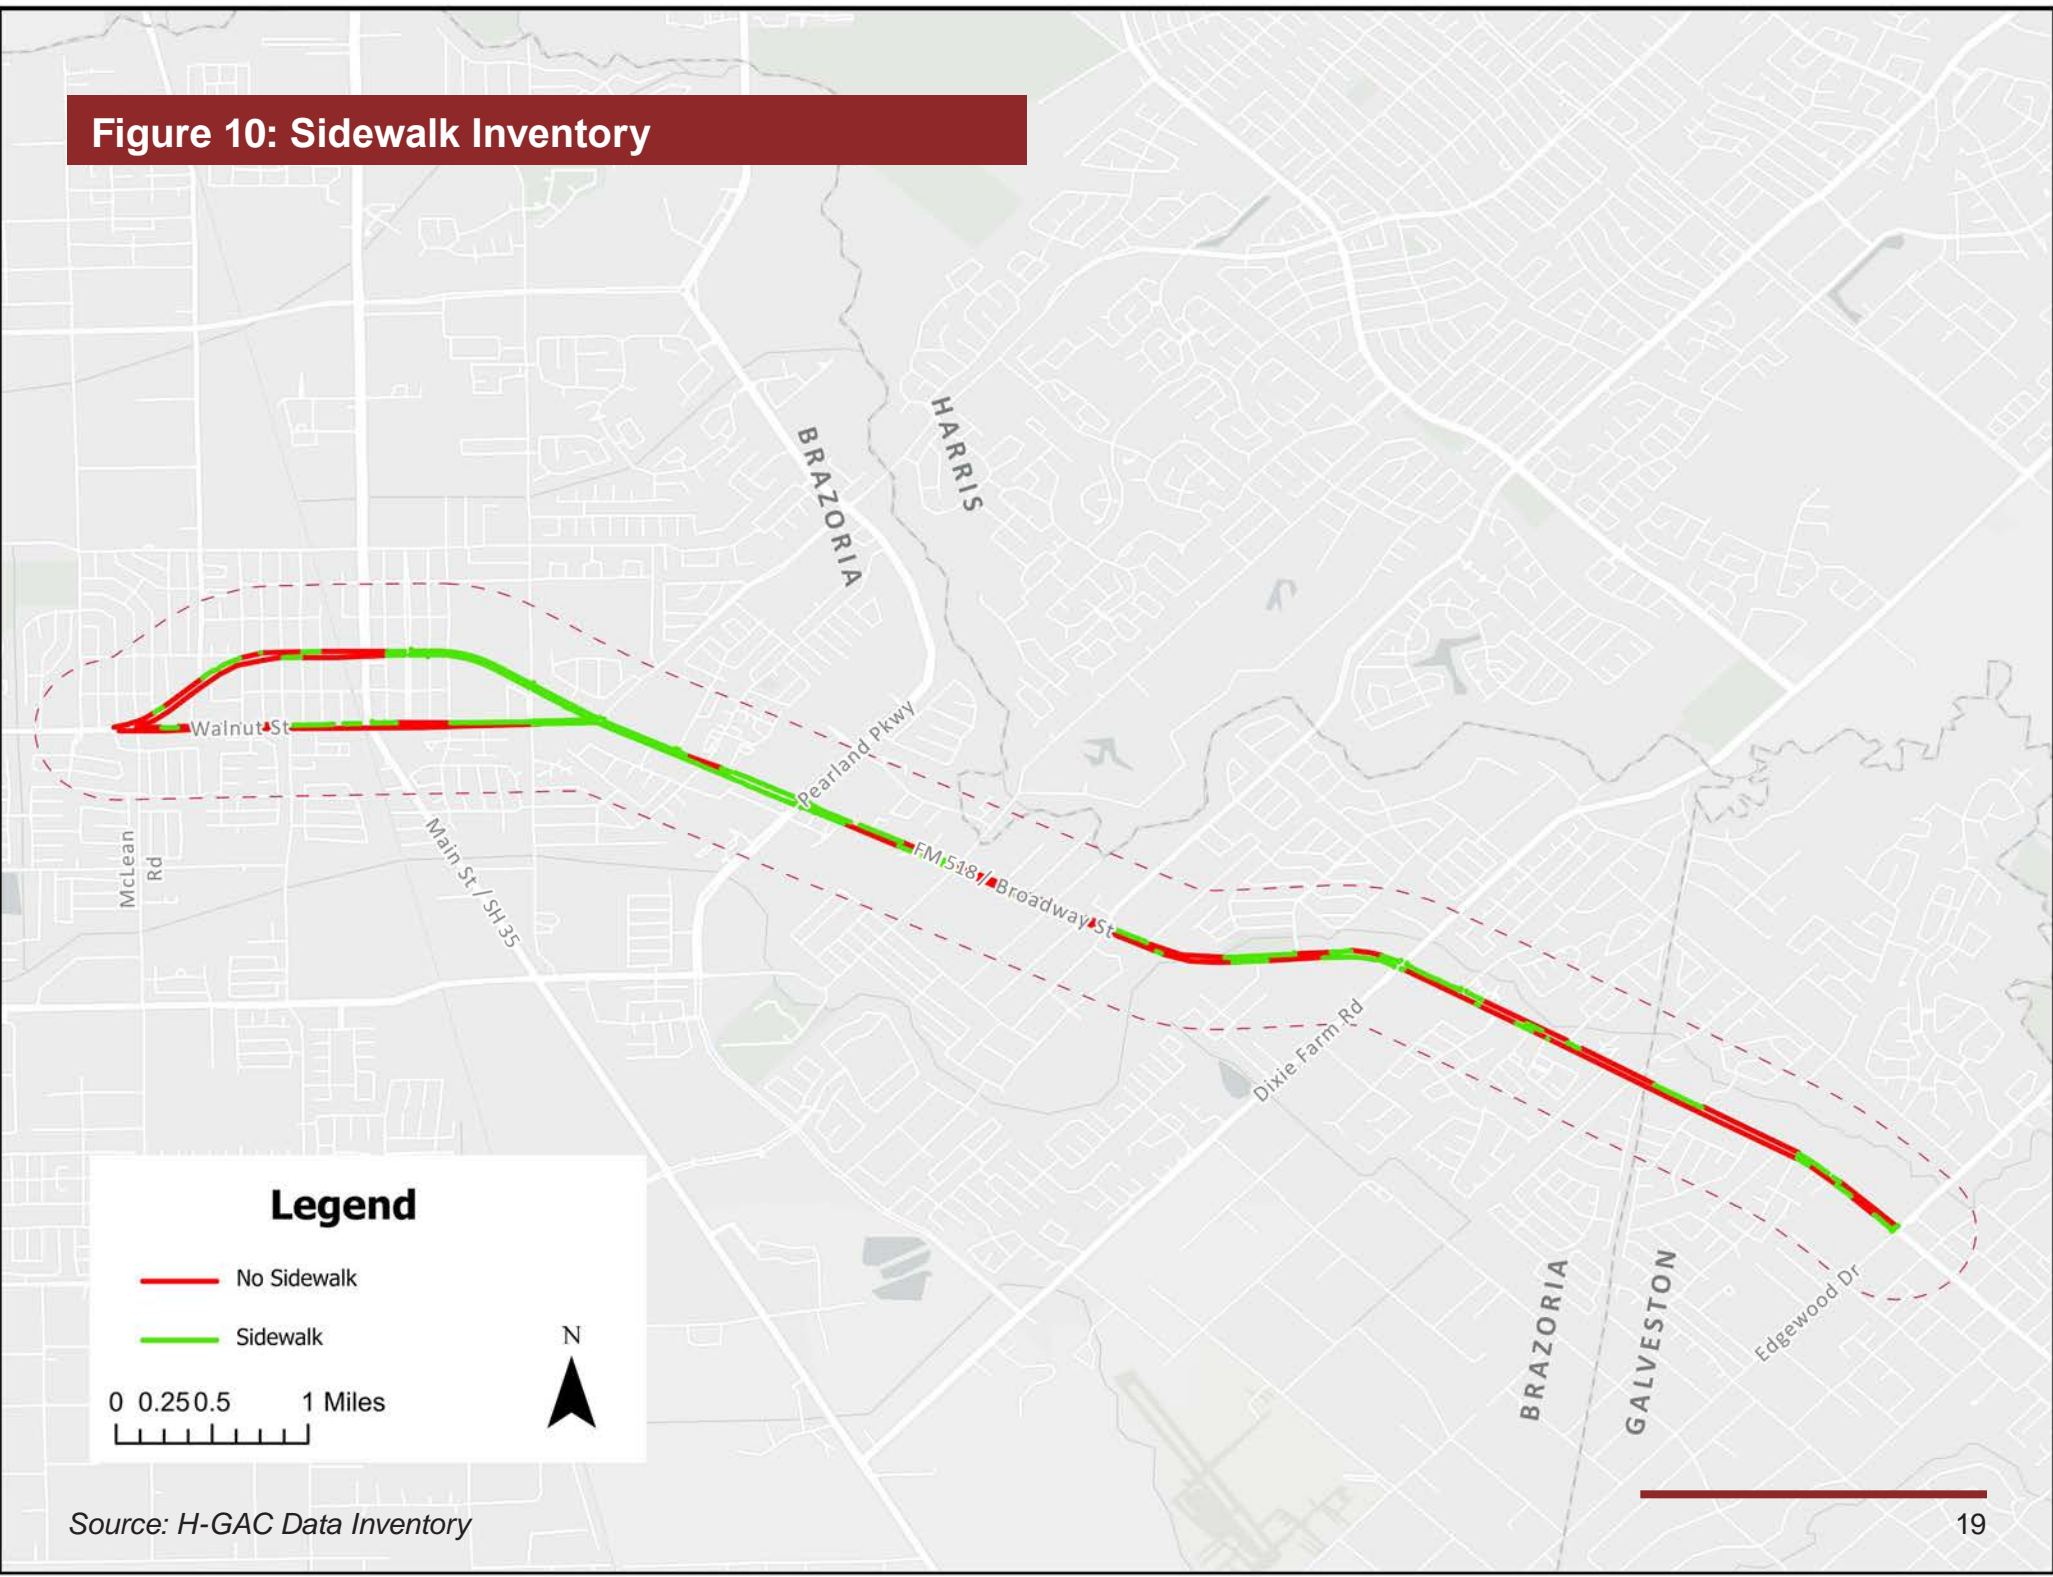 Figure 10: Sidewalk Inventory
HARRIS
BRAZORIA
Walnut St
Pearland Pkwy
McLean
Rd
Main St / SH 35
FM 518 / Broadway St
Dixie Farm Rd
BRAZORIA
GALVESTON
Edgewood Dr
Legend
No Sidewalk
Sidewalk
N
0 0.25 0.5 1 Miles
Source: H-GAC Data Inventory
19